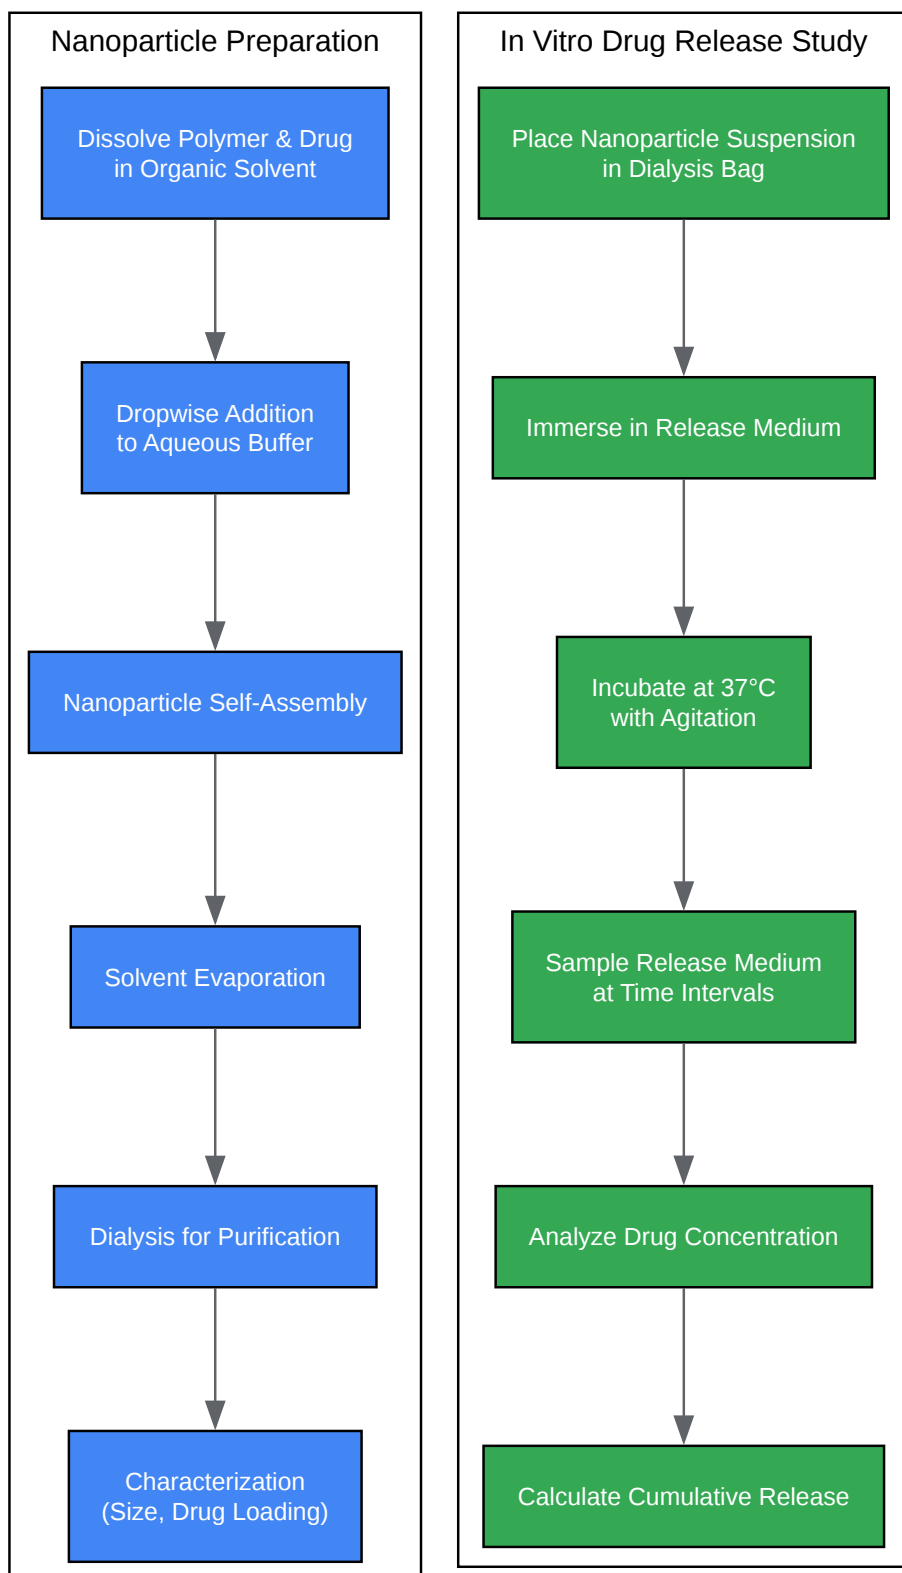 Nanoparticle Preparation
Dissolve Polymer & Drug
in Organic Solvent
Dropwise Addition
to Aqueous Buffer
Nanoparticle Self-Assembly
Solvent Evaporation
Dialysis for Purification
Characterization
(Size, Drug Loading)
In Vitro Drug Release Study
Place Nanoparticle Suspension
in Dialysis Bag
Immerse in Release Medium
Incubate at 37°C
with Agitation
Sample Release Medium
at Time Intervals
Analyze Drug Concentration
Calculate Cumulative Release